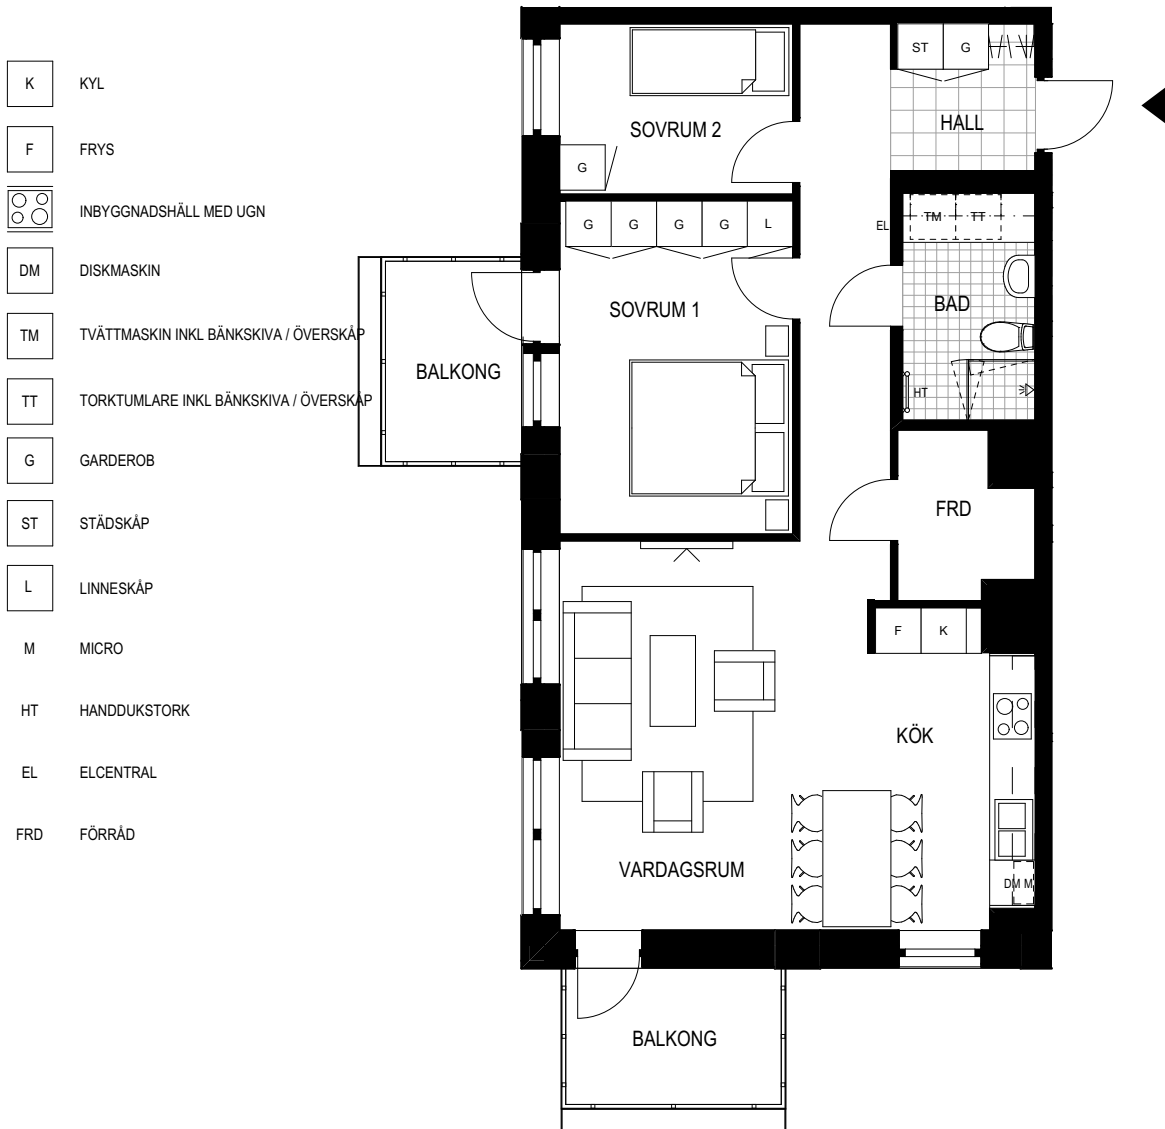 K KYL
F FRYS
INBYGGNADSHÄLL MED UGN
DM DISKMASKIN
TM TVÄTTMASKIN INKL BÄNKSKIVA / ÖVERSKÅP
TT TORKTUMLARE INKL BÄNKSKIVA / ÖVERSKÅP
G GARDEROB
ST STÄDSKÅP
L LINNESKÅP
M MICRO
HT HANDDUKSTORK
EL ELCENTRAL
FRD FÖRRÅD
ST G
SOVRUM 2
HALL
G
G G G G L
EL
TM TT
BAD
SOVRUM 1
BALKONG
HT
FRD
F K
KÖK
VARDAGSRUM
DM M
BALKONG